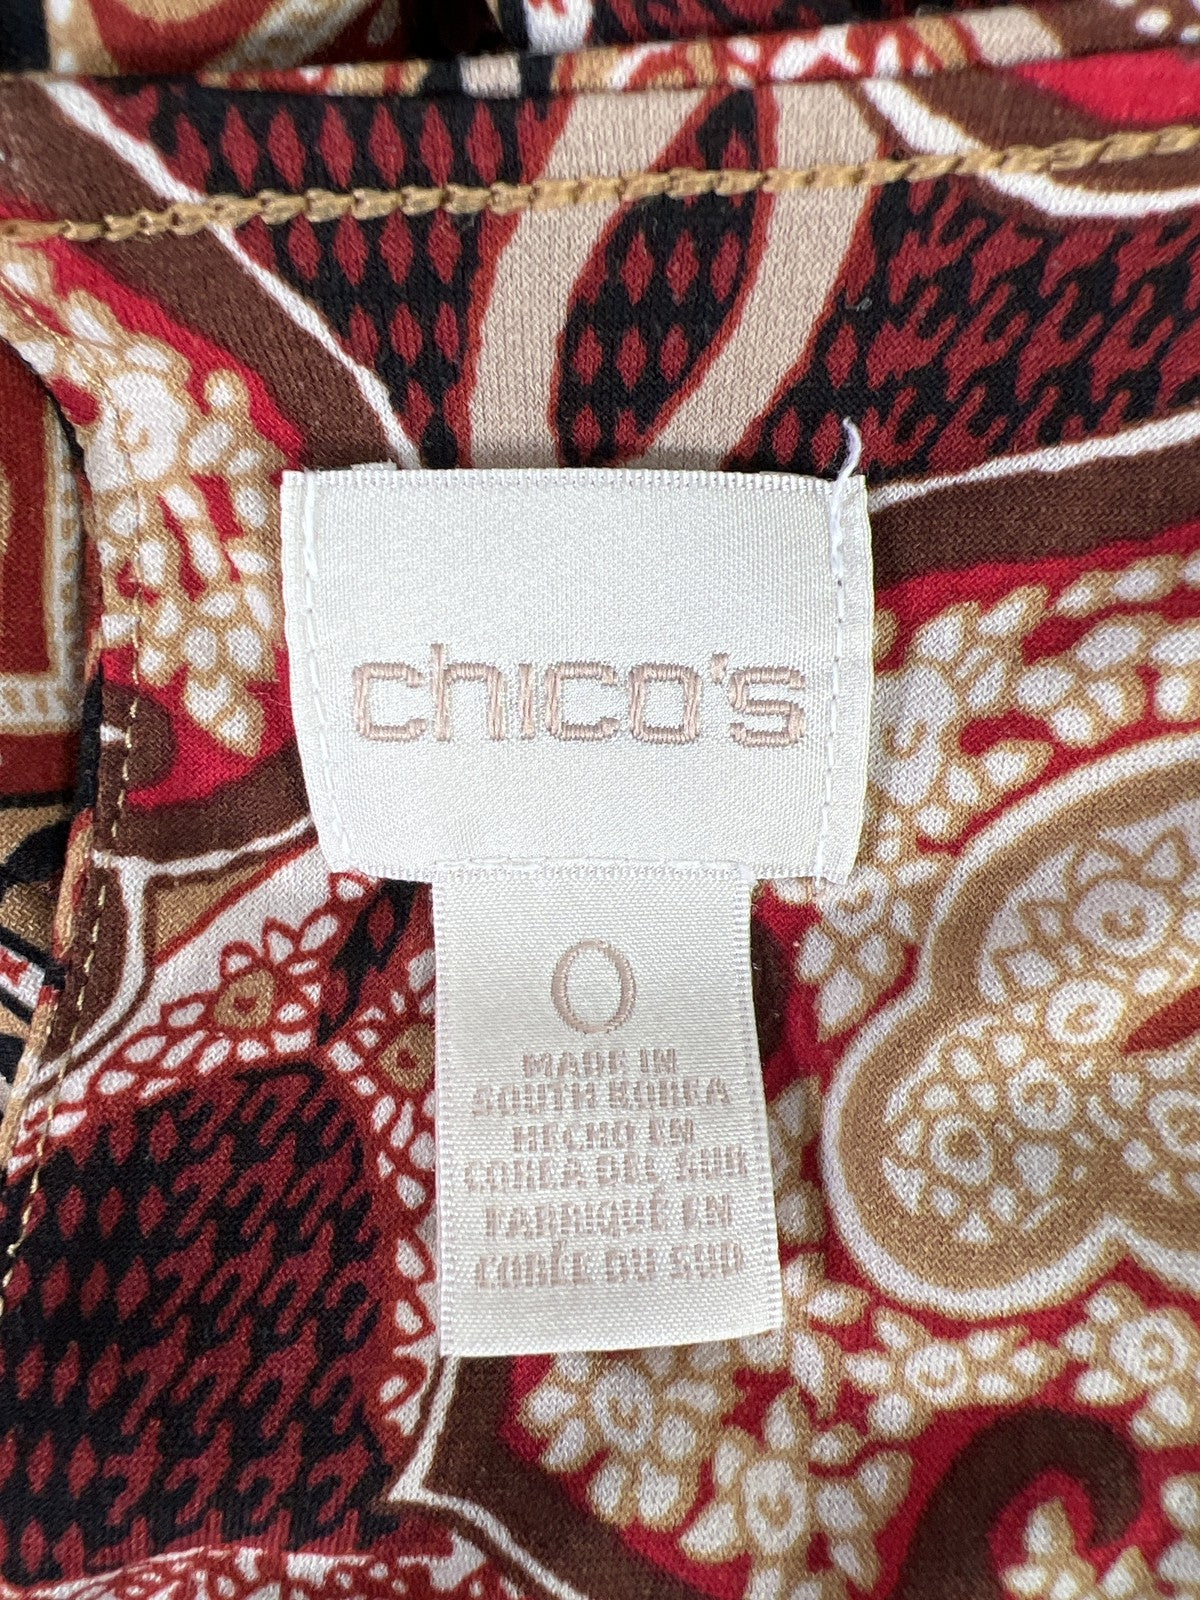 chico's
0
MADE IN
SOUTH KOREA
HECHO EN
COREA DEL SUR
FABRIQUÉ EN
CORÉE DU SUD